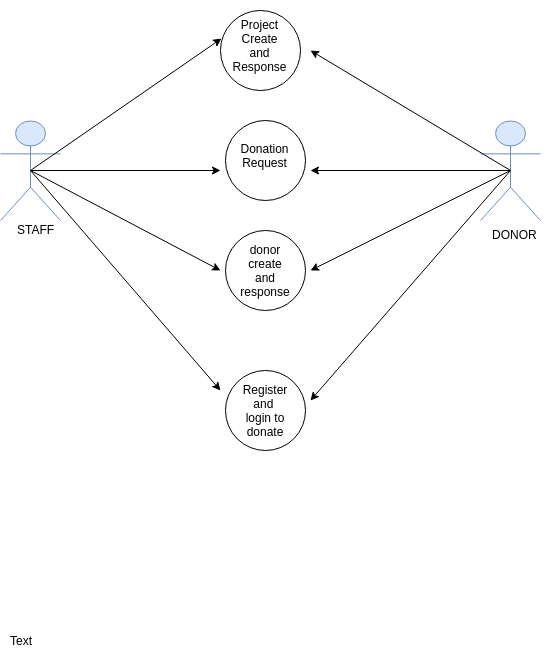 Project
Create
and
Response
Donation
Request
STAFF
DONOR
donor
create
and
response
Register
and
login to
donate
Text